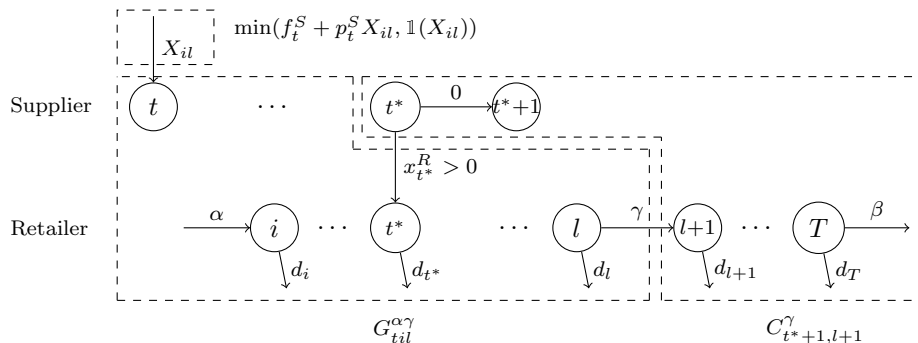 min(f_t^S + p_t^S X_{il}, 𝟙(X_{il}))
X_{il}
Supplier t ⋯ t* 0 t*+1
x_{t*}^R > 0
Retailer α i ⋯ t* ⋯ l γ l+1 ⋯ T β
d_i d_{t*} d_l d_{l+1} d_T
G_{til}^{αγ} C_{t*+1,l+1}^γ